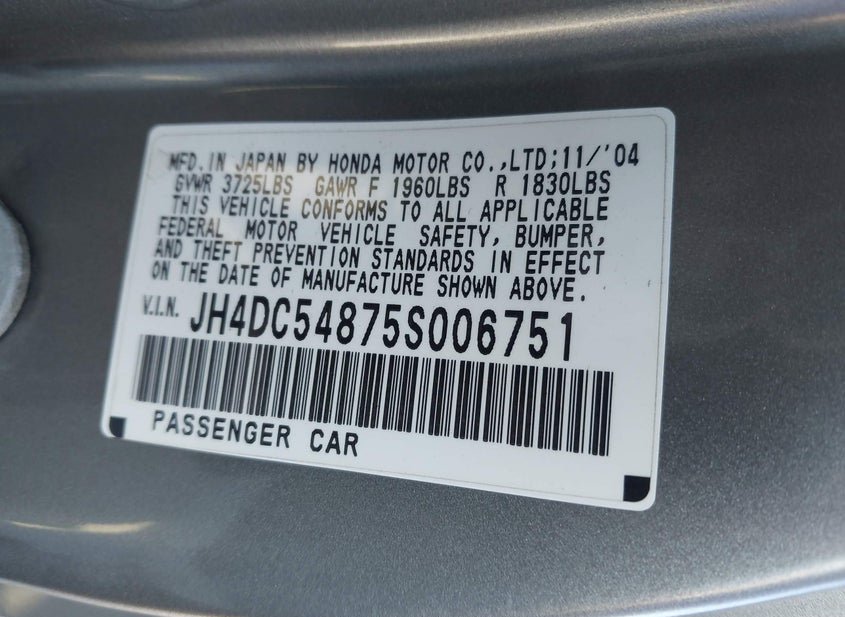 MFD.IN JAPAN BY HONDA MOTOR CO.,LTD;11/'04
GVWR 3725LBS GAWR F 1960LBS R 1830LBS
THIS VEHICLE CONFORMS TO ALL APPLICABLE
FEDERAL MOTOR VEHICLE SAFETY, BUMPER,
AND THEFT PREVENTION STANDARDS IN EFFECT
ON THE DATE OF MANUFACTURE SHOWN ABOVE.
V.I.N. JH4DC54875S006751
PASSENGER CAR